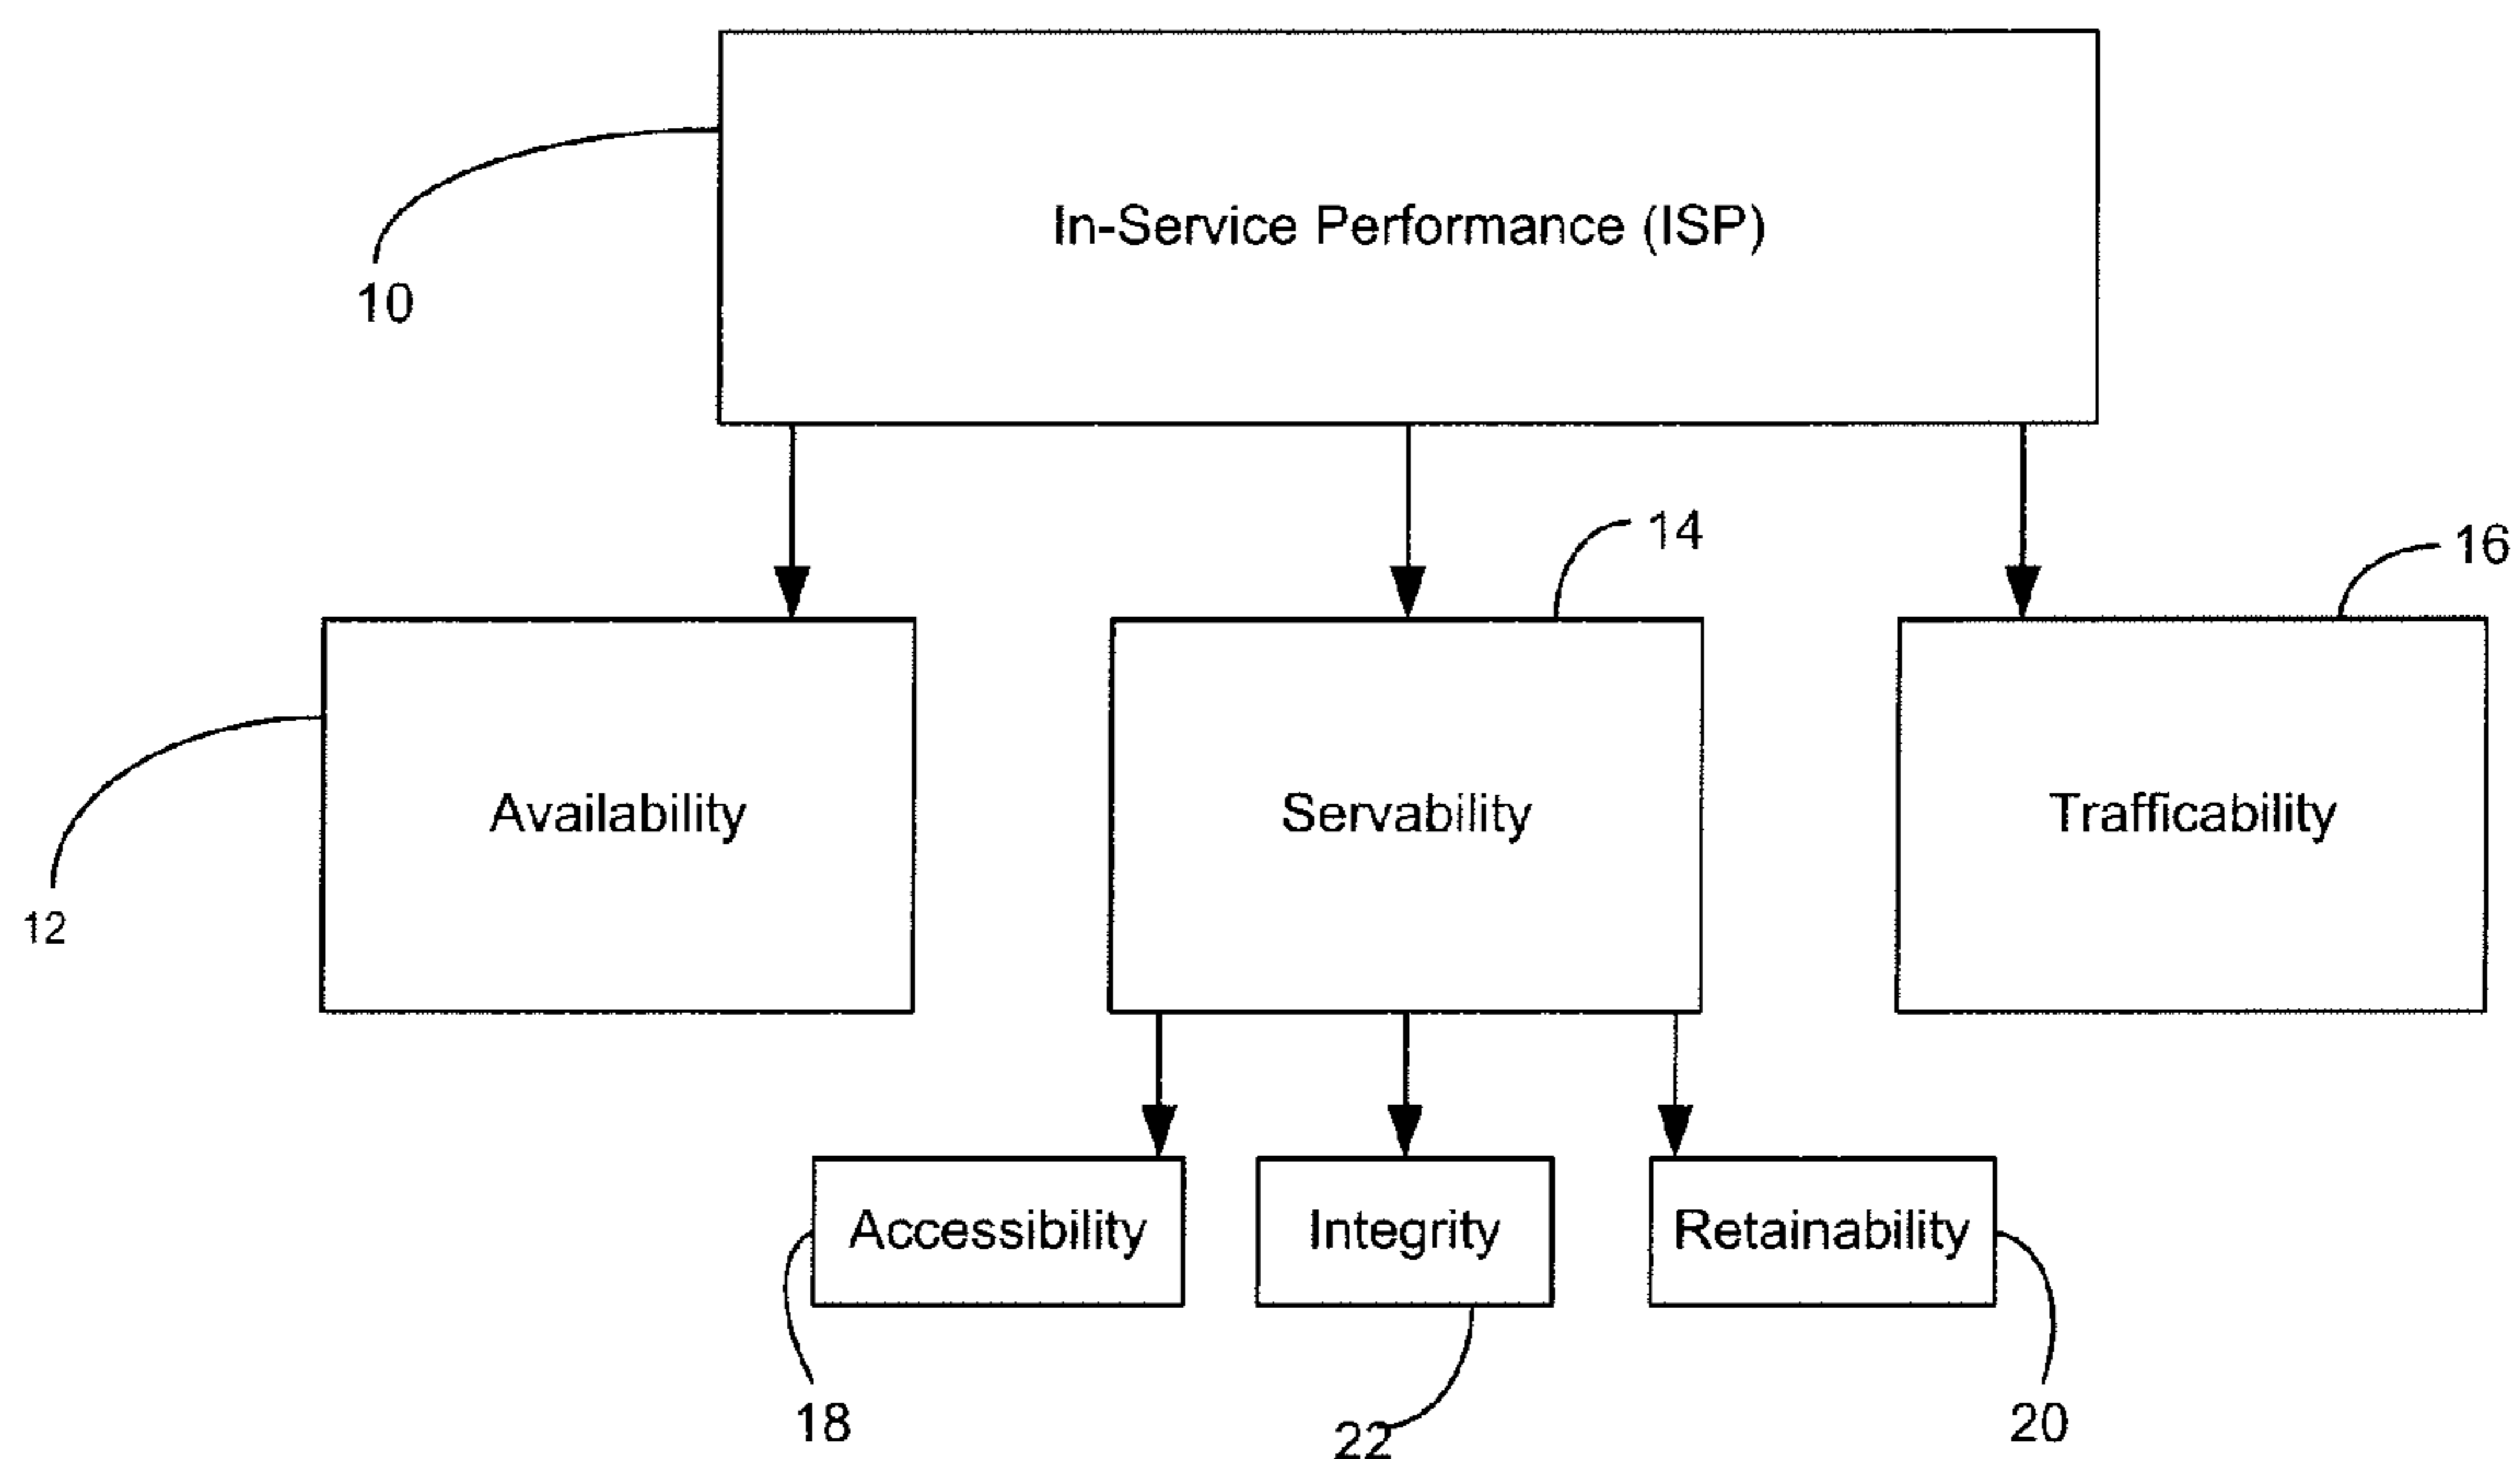 In-Service Performance (ISP)
10
14
16
Availability
Servability
Trafficability
12
Accessibility
Integrity
Retainability
18
22
20